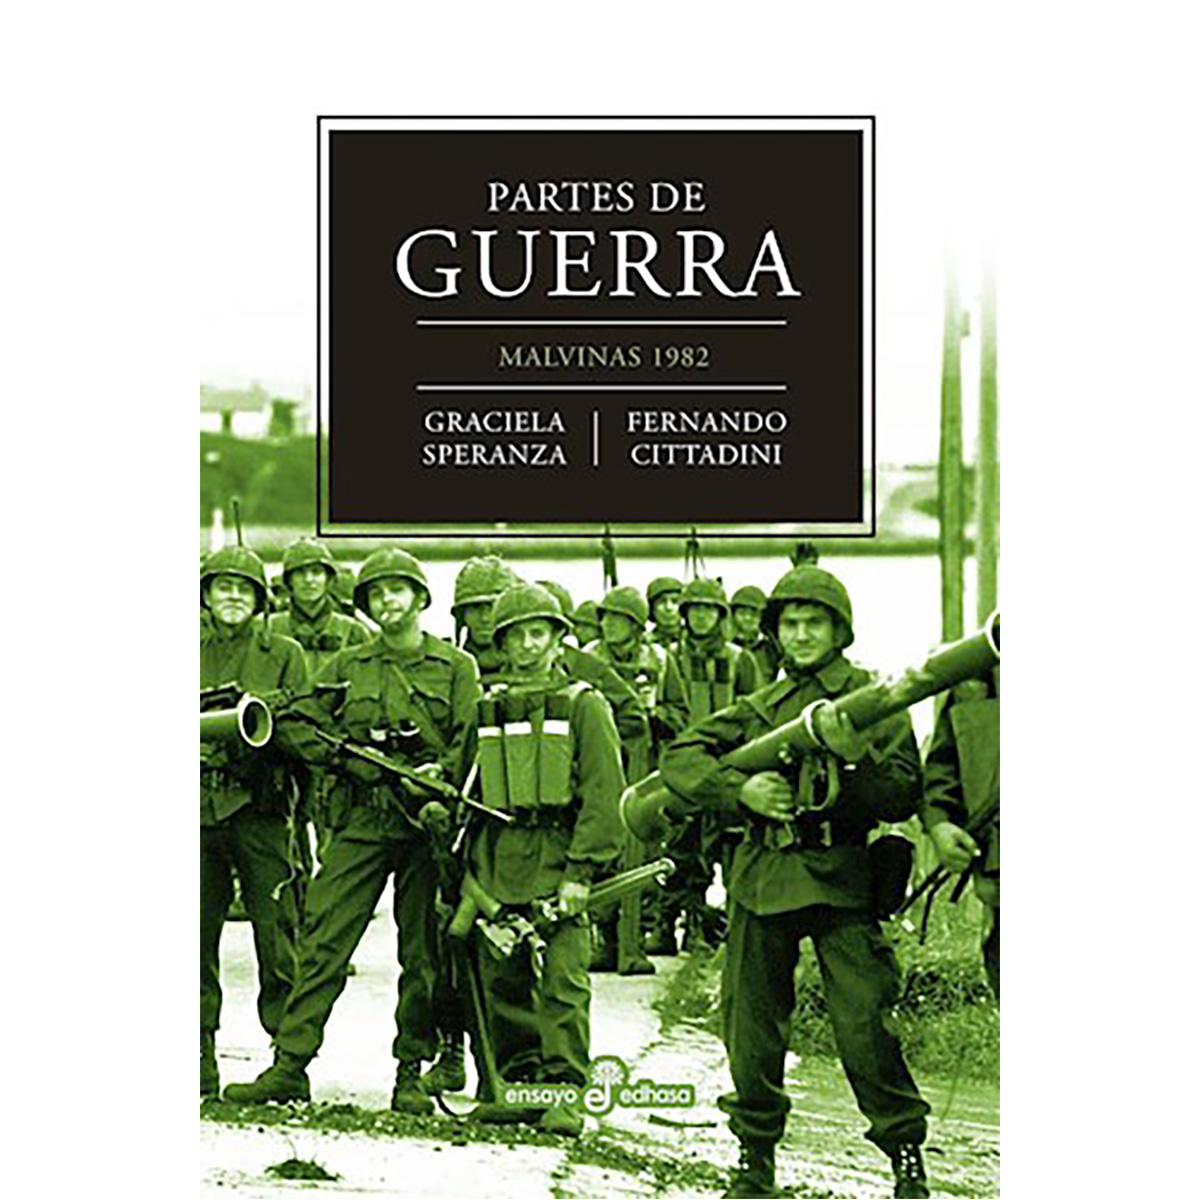 PARTES DE
GUERRA
MALVINAS 1982
GRACIELA
SPERANZA
FERNANDO
CITTADINI
ensayo edhasa